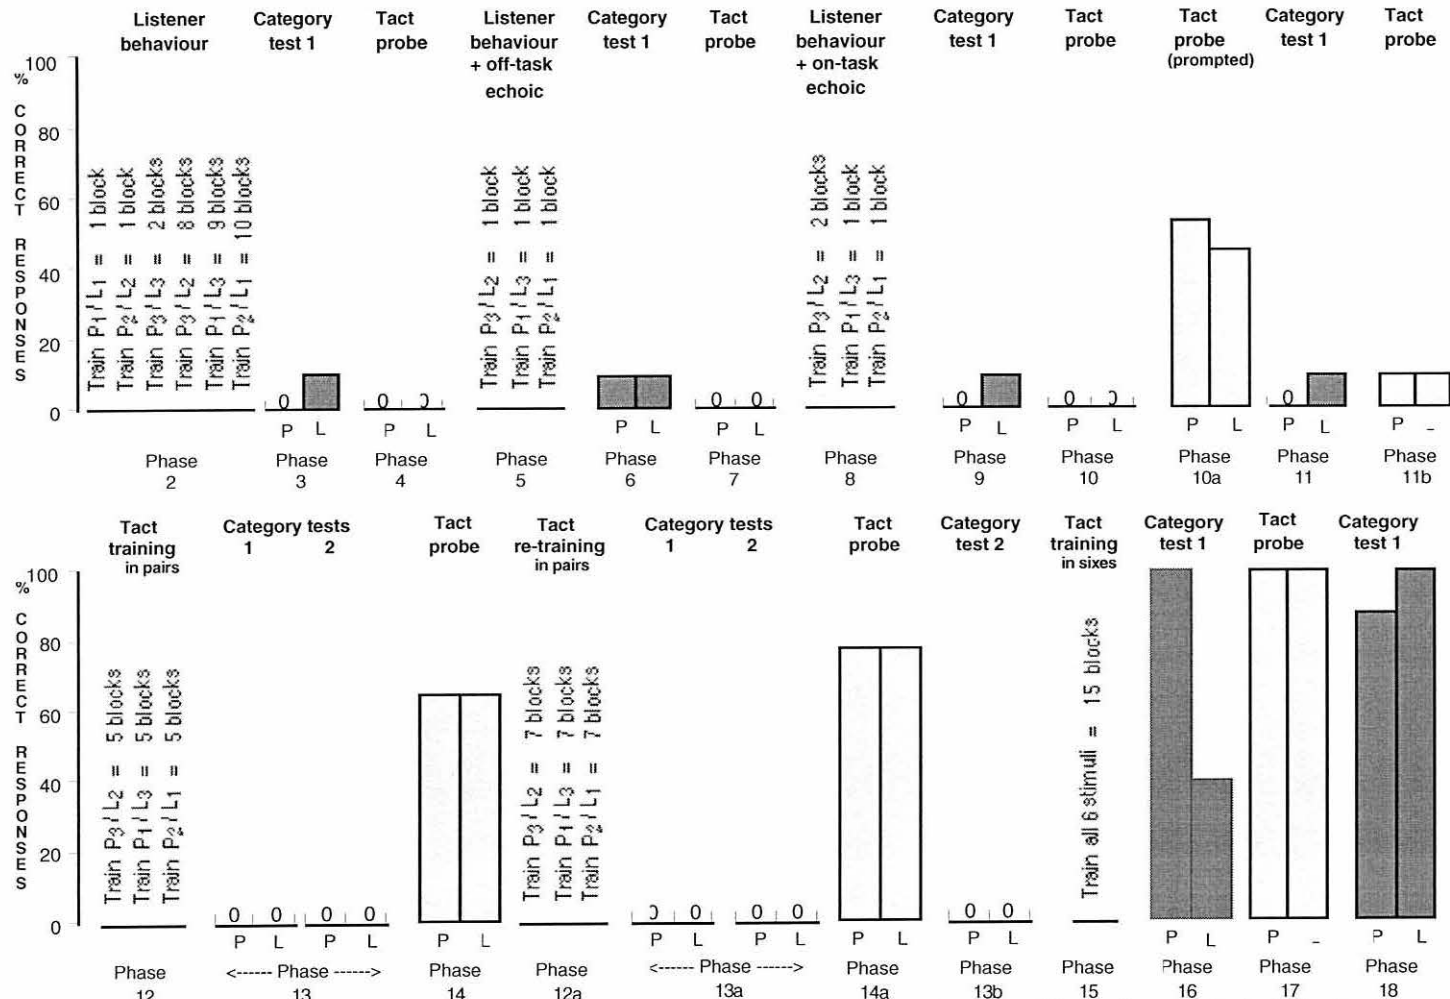 Listener Category Tact Listener Category Tact Listener Category Tact Tact Category Tact
behaviour test 1 probe behaviour test 1 probe behaviour test 1 probe probe test 1 probe
+ off-task + on-task (prompted)
echoic echoic
% CORRECT RESPONSES
100
80
60
40
20
0
Train P1/L1 = 1 block
Train P2/L2 = 1 block
Train P3/L3 = 2 blocks
Train P3/L2 = 8 blocks
Train P1/L3 = 9 blocks
Train P2/L1 = 10 blocks
Train P3/L2 = 1 block
Train P1/L3 = 1 block
Train P2/L1 = 1 block
Train P3/L2 = 2 blocks
Train P1/L3 = 1 block
Train P2/L1 = 1 block
0 0 0 0 0 0 0 0 0
P L P L P L P L P L P L P L P L P
Phase Phase Phase Phase Phase Phase Phase Phase Phase Phase Phase Phase
2 3 4 5 6 7 8 9 10 10a 11 11b
Tact Category tests Tact Tact Category tests Tact Category Tact Category Tact Category
training 1 2 probe re-training 1 2 probe test 2 training test 1 probe test 1
in pairs in pairs in sixes
% CORRECT RESPONSES
100
80
60
40
20
0
Train P3/L2 = 5 blocks
Train P1/L3 = 5 blocks
Train P2/L1 = 5 blocks
Train P3/L2 = 7 blocks
Train P1/L3 = 7 blocks
Train P2/L1 = 7 blocks
Train all 6 stimuli = 15 blocks
0 0 0 0 0 0 0 0 0 0
P L P L P L P L P L P L P L P L P P L
Phase <------ Phase ------> Phase Phase <------ Phase -----> Phase Phase Phase Phase Phase Phase
12 13 14 12a 13a 14a 13b 15 16 17 18